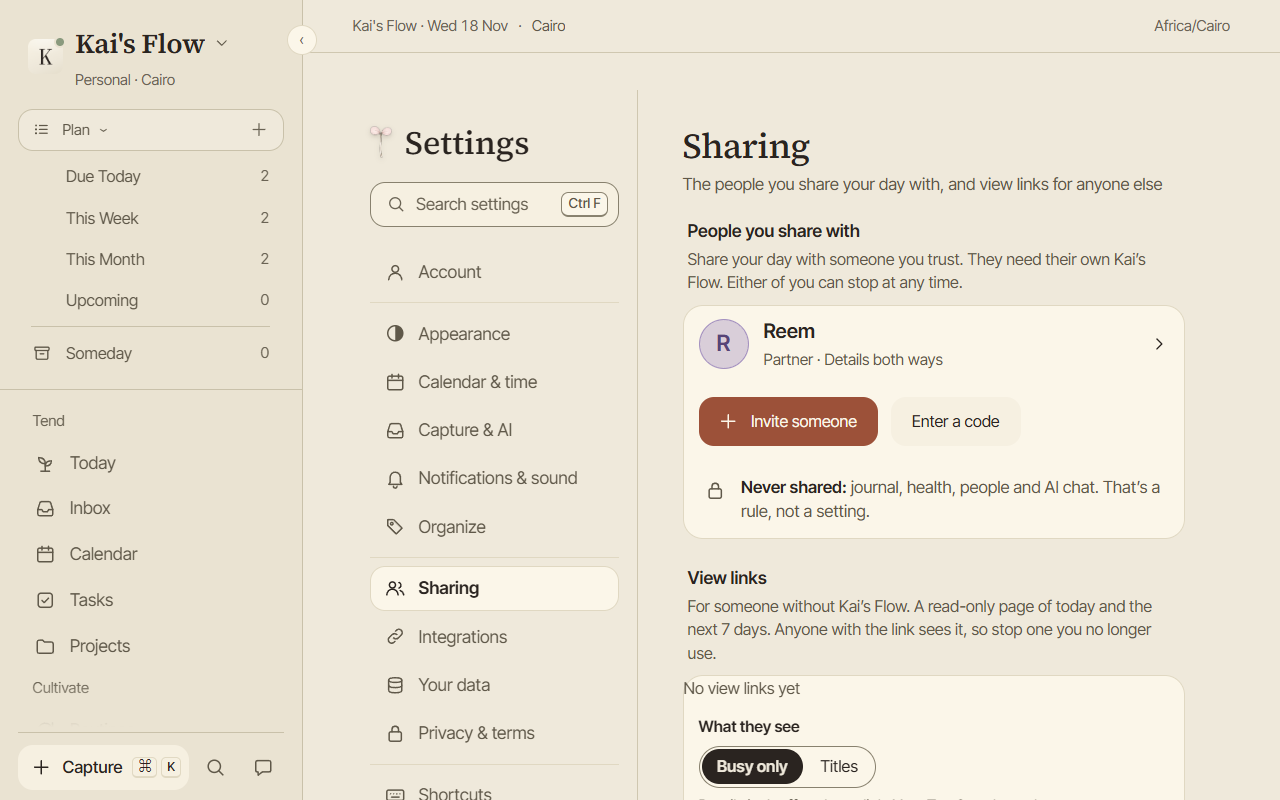 K
Kai's Flow
Personal · Cairo
Plan
Due Today 2
This Week 2
This Month 2
Upcoming 0
Someday 0
Tend
Today
Inbox
Calendar
Tasks
Projects
Cultivate
Capture ⌘ K
Kai's Flow · Wed 18 Nov · Cairo
Africa/Cairo
Settings
Search settings Ctrl F
Account
Appearance
Calendar & time
Capture & AI
Notifications & sound
Organize
Sharing
Integrations
Your data
Privacy & terms
Shortcuts
Sharing
The people you share your day with, and view links for anyone else
People you share with
Share your day with someone you trust. They need their own Kai’s
Flow. Either of you can stop at any time.
R
Reem
Partner · Details both ways
Invite someone
Enter a code
Never shared: journal, health, people and AI chat. That’s a
rule, not a setting.
View links
For someone without Kai’s Flow. A read-only page of today and the
next 7 days. Anyone with the link sees it, so stop one you no longer
use.
No view links yet
What they see
Busy only
Titles